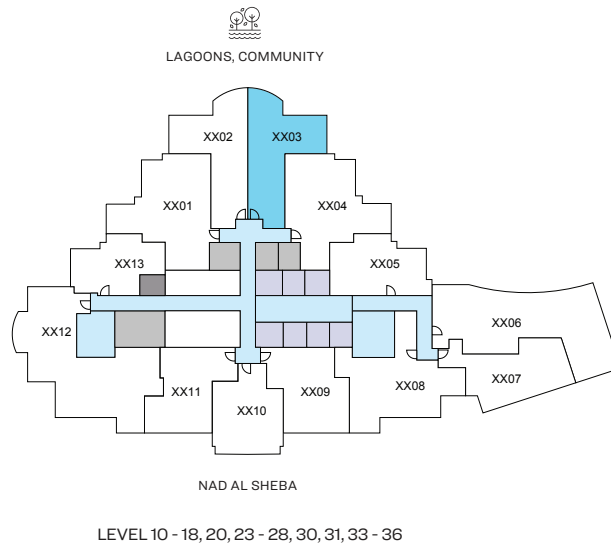 LAGOONS, COMMUNITY
XX02
XX03
XX01
XX04
XX13
XX05
XX12
XX06
XX07
XX08
XX11
XX09
XX10
NAD AL SHEBA
LEVEL 10 - 18, 20, 23 - 28, 30, 31, 33 - 36